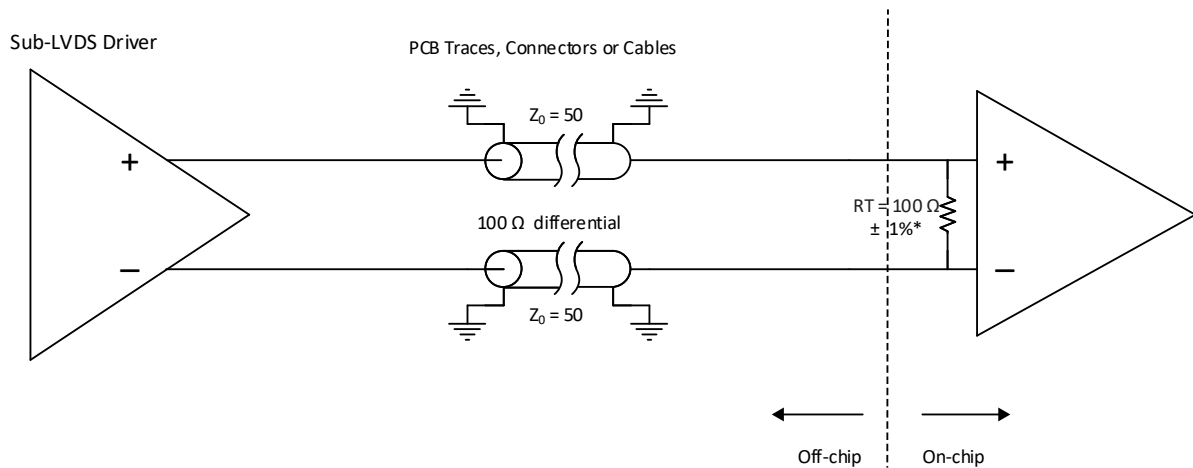 Sub-LVDS Driver
PCB Traces, Connectors or Cables
Z₀ = 50
+
+
RT = 100 Ω
± 1%*
100 Ω differential
−
−
Z₀ = 50
Off-chip
On-chip